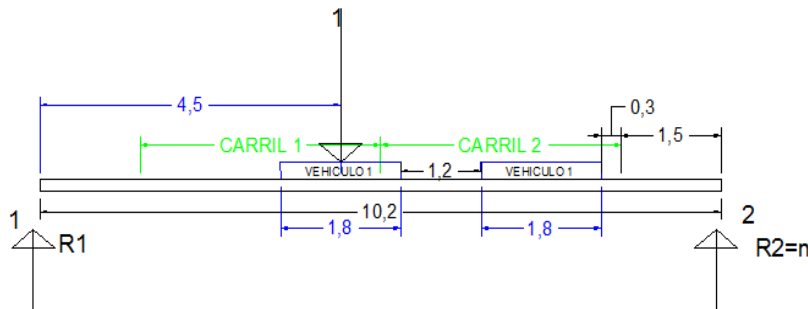 1
0,3
4,5
CARRIL 1
CARRIL 2
1,5
VEHICULO 1
1,2
VEHICULO 1
10,2
1
2
R1
1,8
1,8
R2=n